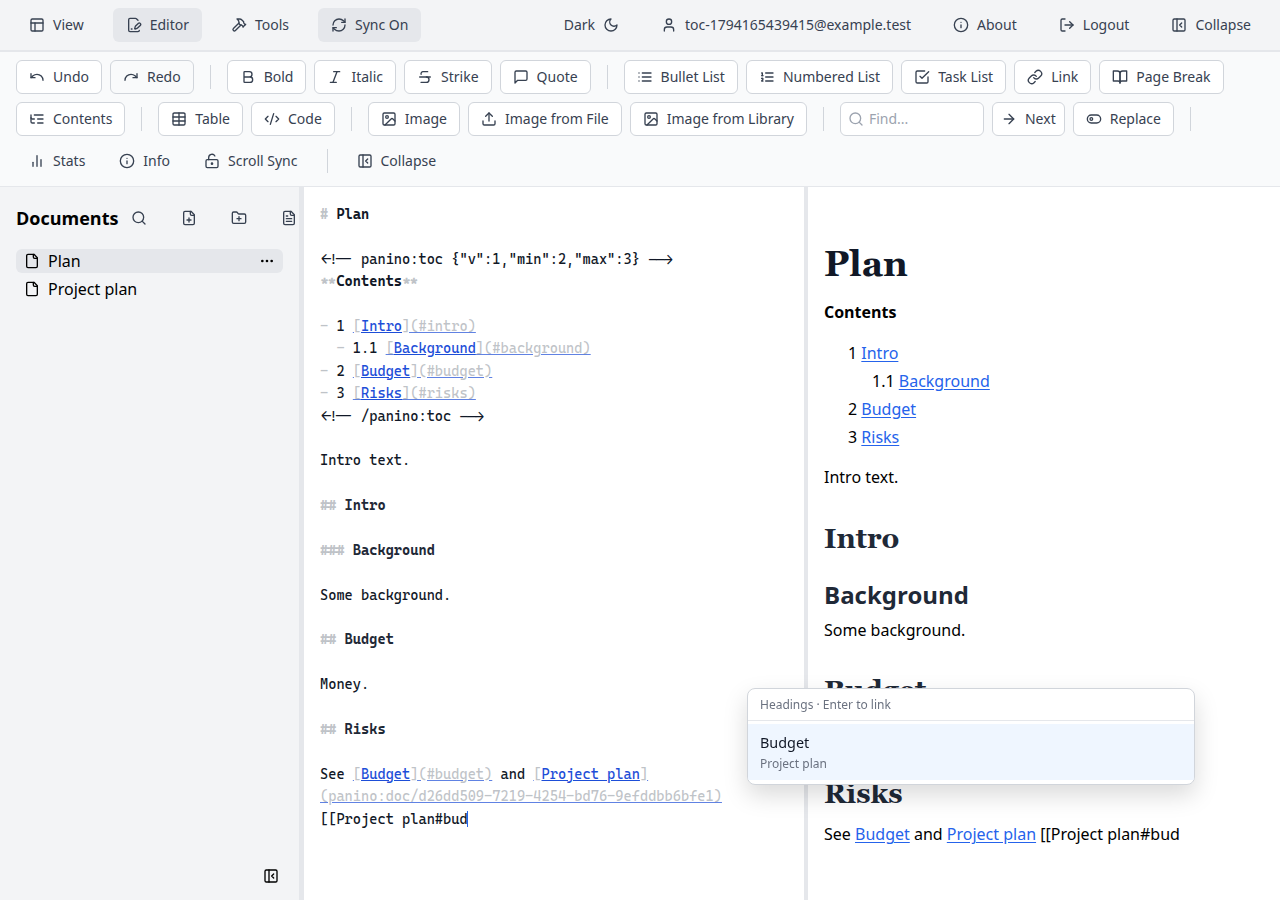 View Editor Tools Sync On Dark toc-1794165439415@example.test About Logout Collapse
Undo Redo Bold Italic Strike Quote Bullet List Numbered List Task List Link Page Break
Contents Table Code Image Image from File Image from Library Find... Next Replace
Stats Info Scroll Sync Collapse
Documents
Plan
Project plan
# Plan
<!-- panino:toc {"v":1,"min":2,"max":3} -->
**Contents**
- 1 [Intro](#intro)
- 1.1 [Background](#background)
- 2 [Budget](#budget)
- 3 [Risks](#risks)
<!-- /panino:toc -->
Intro text.
## Intro
### Background
Some background.
## Budget
Money.
## Risks
See [Budget](#budget) and [Project plan]
(panino:doc/d26dd509-7219-4254-bd76-9efddbb6bfe1)
[[Project plan#bud
Plan
Contents
1 Intro
1.1 Background
2 Budget
3 Risks
Intro text.
Intro
Background
Some background.
Budget
Headings · Enter to link
Budget
Project plan
Risks
See Budget and Project plan [[Project plan#bud